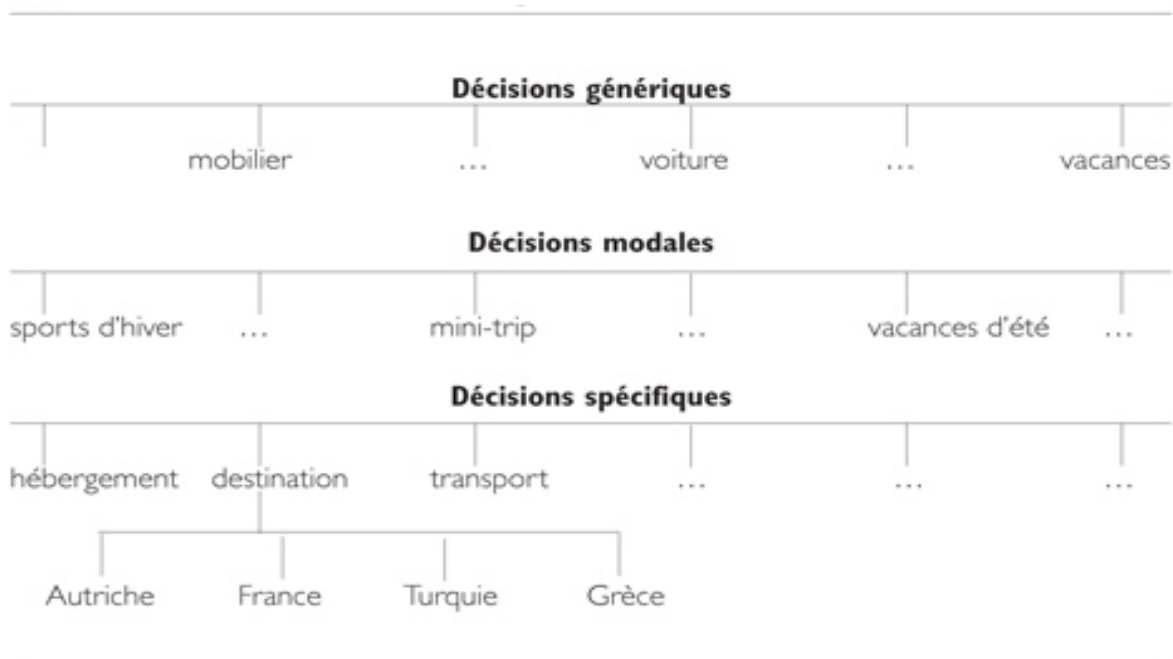 Décisions génériques
mobilier ... voiture ... vacances
Décisions modales
sports d'hiver ... mini-trip ... vacances d'été ...
Décisions spécifiques
hébergement destination transport ... ... ...
Autriche France Turquie Grèce